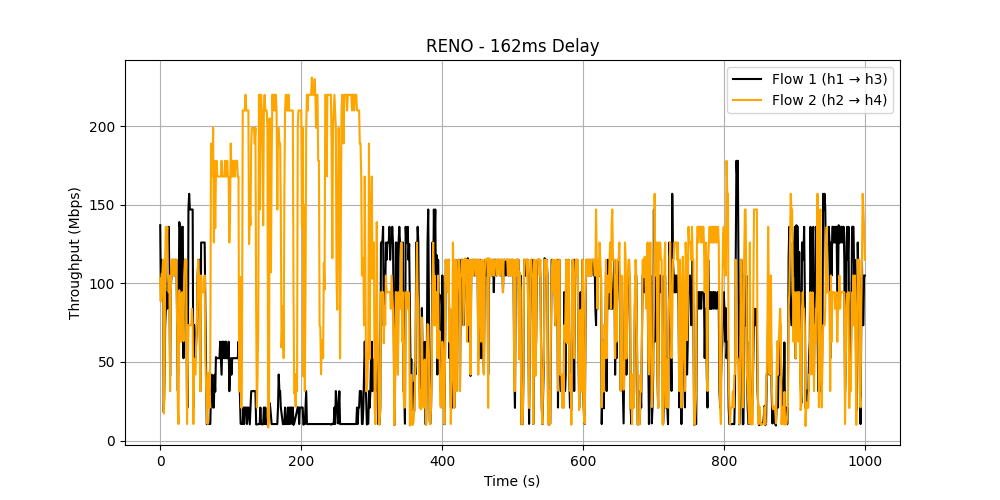 RENO - 162ms Delay
Flow 1 (h1 → h3)
Flow 2 (h2 → h4)
Throughput (Mbps)
200
150
100
50
0
0 200 400 600 800 1000
Time (s)